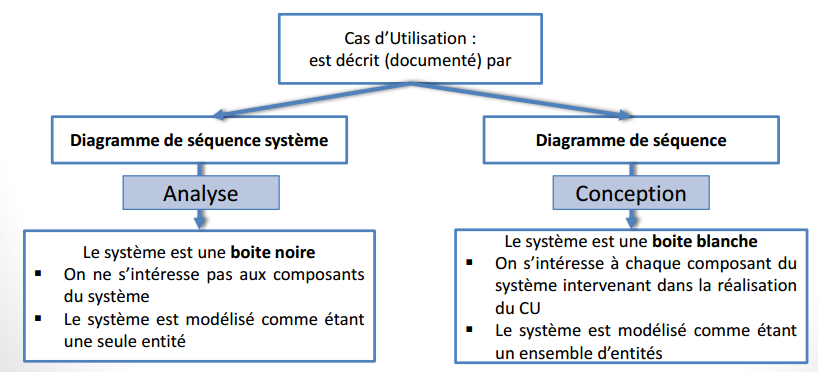 Cas d’Utilisation :
est décrit (documenté) par
Diagramme de séquence système
Diagramme de séquence
Analyse
Conception
Le système est une boite noire
▪ On ne s’intéresse pas aux composants
du système
▪ Le système est modélisé comme étant
une seule entité
Le système est une boite blanche
▪ On s’intéresse à chaque composant du
système intervenant dans la réalisation
du CU
▪ Le système est modélisé comme étant
un ensemble d’entités